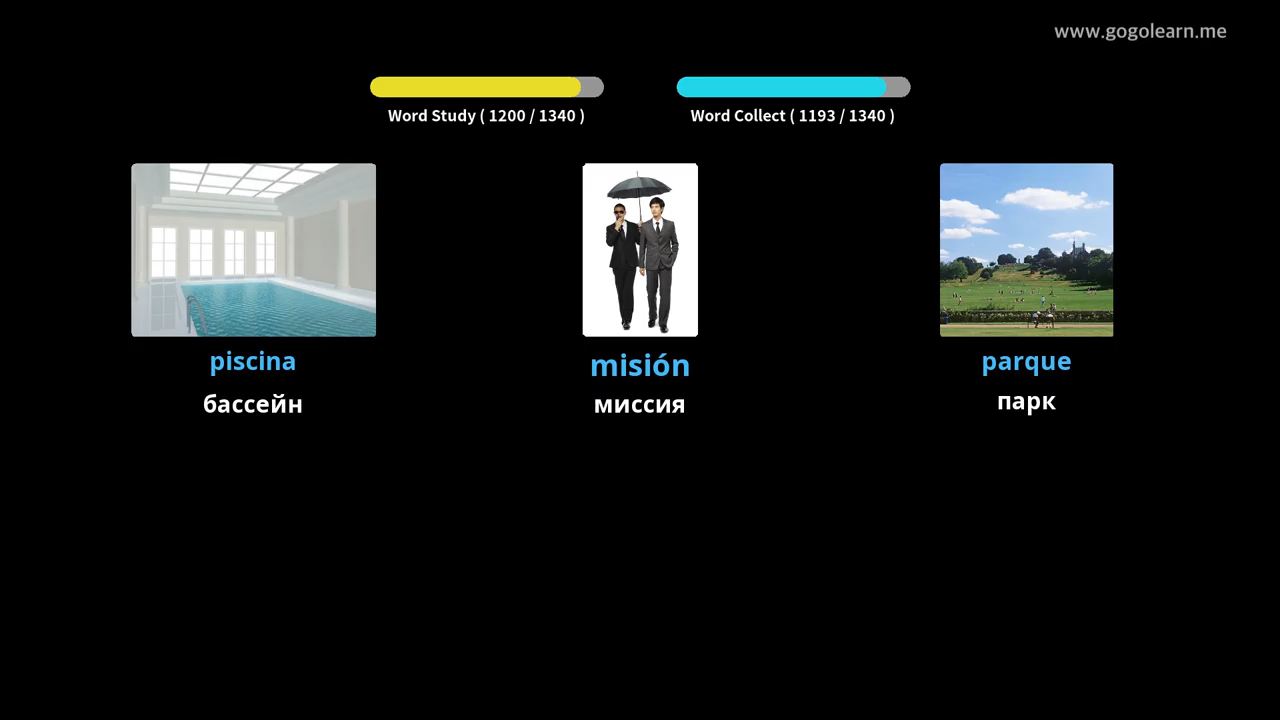 www.gogolearn.me
Word Study ( 1200 / 1340 )
Word Collect ( 1193 / 1340 )
piscina
бассейн
misión
миссия
parque
парк